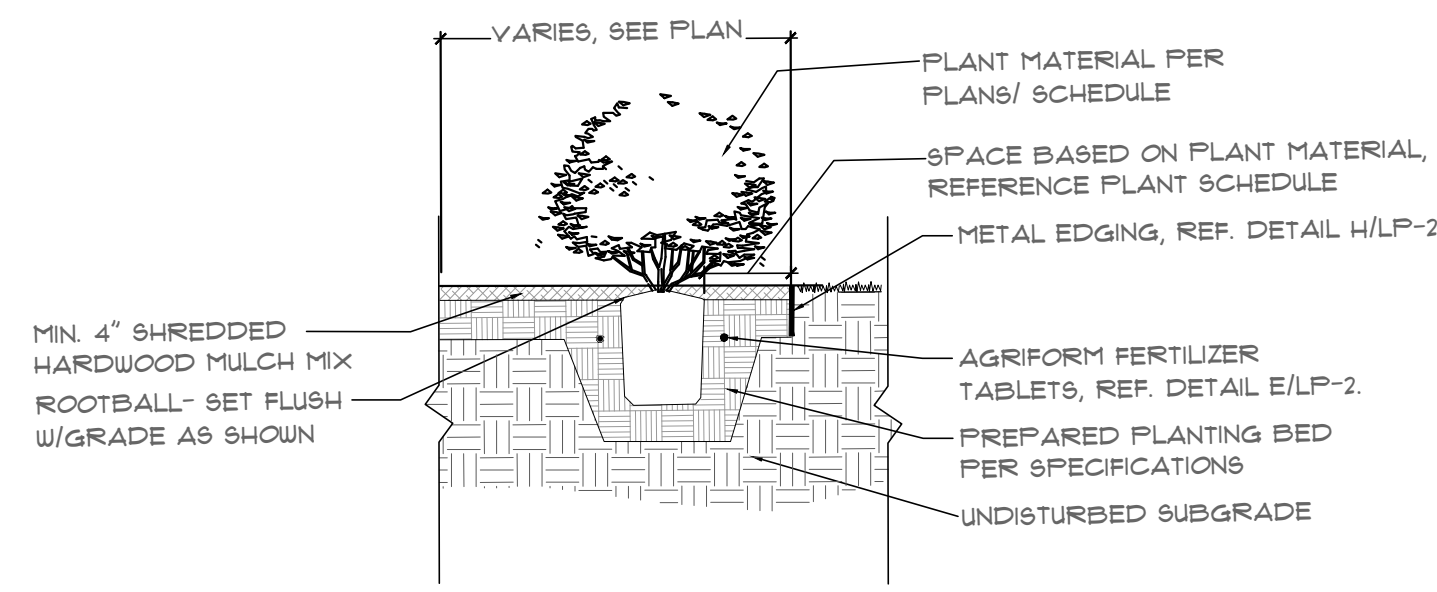 VARIES, SEE PLAN
PLANT MATERIAL PER
PLANS/ SCHEDULE
SPACE BASED ON PLANT MATERIAL,
REFERENCE PLANT SCHEDULE
METAL EDGING, REF. DETAIL H/LP-2
MIN. 4" SHREDDED
HARDWOOD MULCH MIX
ROOTBALL- SET FLUSH
W/GRADE AS SHOWN
AGRIFORM FERTILIZER
TABLETS, REF. DETAIL E/LP-2.
PREPARED PLANTING BED
PER SPECIFICATIONS
UNDISTURBED SUBGRADE